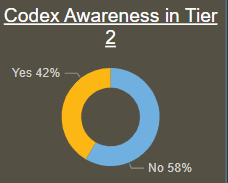 Codex Awareness in Tier
2
Yes 42%
No 58%